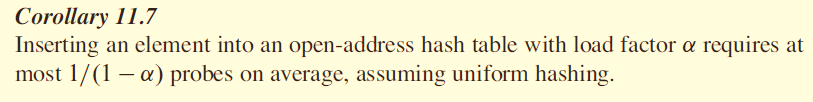 Corollary 11.7
Inserting an element into an open-address hash table with load factor α requires at
most 1/(1 − α) probes on average, assuming uniform hashing.